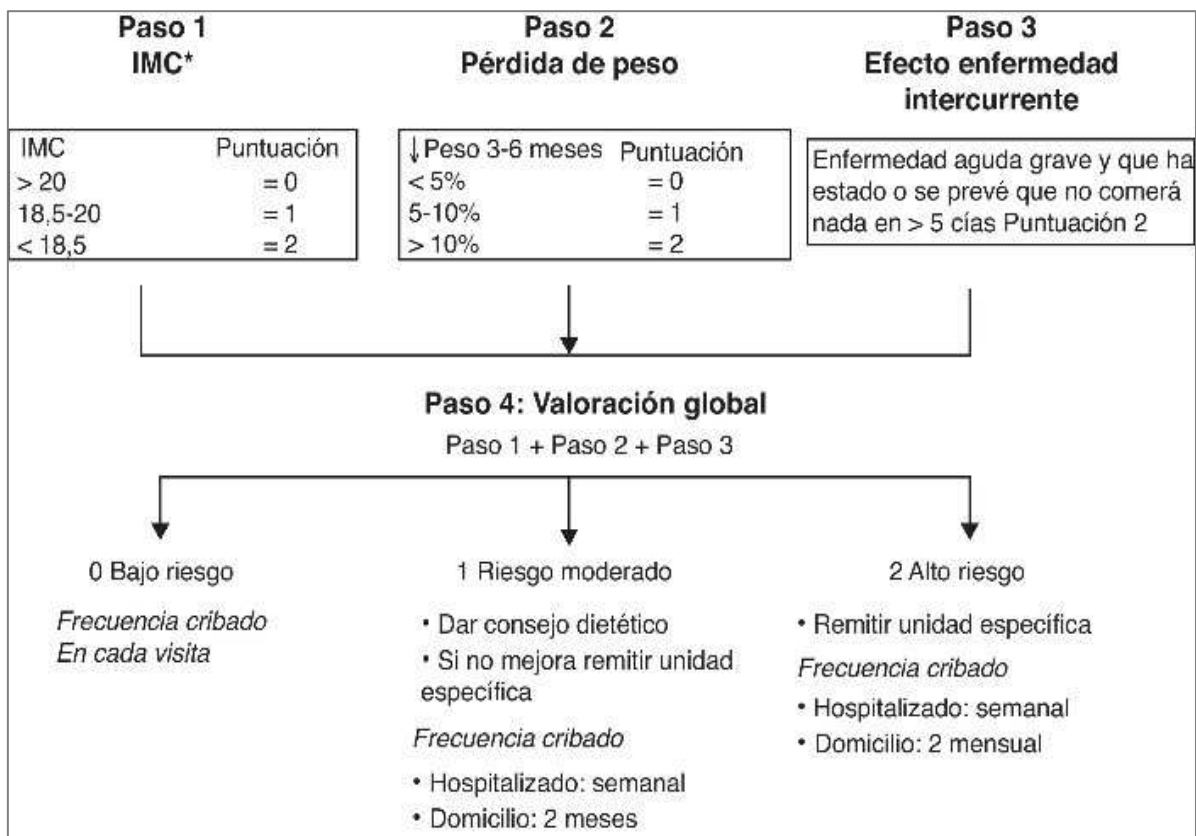 Paso 1
IMC*
Paso 2
Pérdida de peso
Paso 3
Efecto enfermedad
intercurrente
IMC Puntuación
> 20 = 0
18,5-20 = 1
< 18,5 = 2
↓Peso 3-6 meses Puntuación
< 5% = 0
5-10% = 1
> 10% = 2
Enfermedad aguda grave y que ha
estado o se prevé que no comerá
nada en > 5 cías Puntuación 2
Paso 4: Valoración global
Paso 1 + Paso 2 + Paso 3
0 Bajo riesgo
Frecuencia cribado
En cada visita
1 Riesgo moderado
• Dar consejo dietético
• Si no mejora remitir unidad
específica
Frecuencia cribado
• Hospitalizado: semanal
• Domicilio: 2 meses
2 Alto riesgo
• Remitir unidad específica
Frecuencia cribado
• Hospitalizado: semanal
• Domicilio: 2 mensual